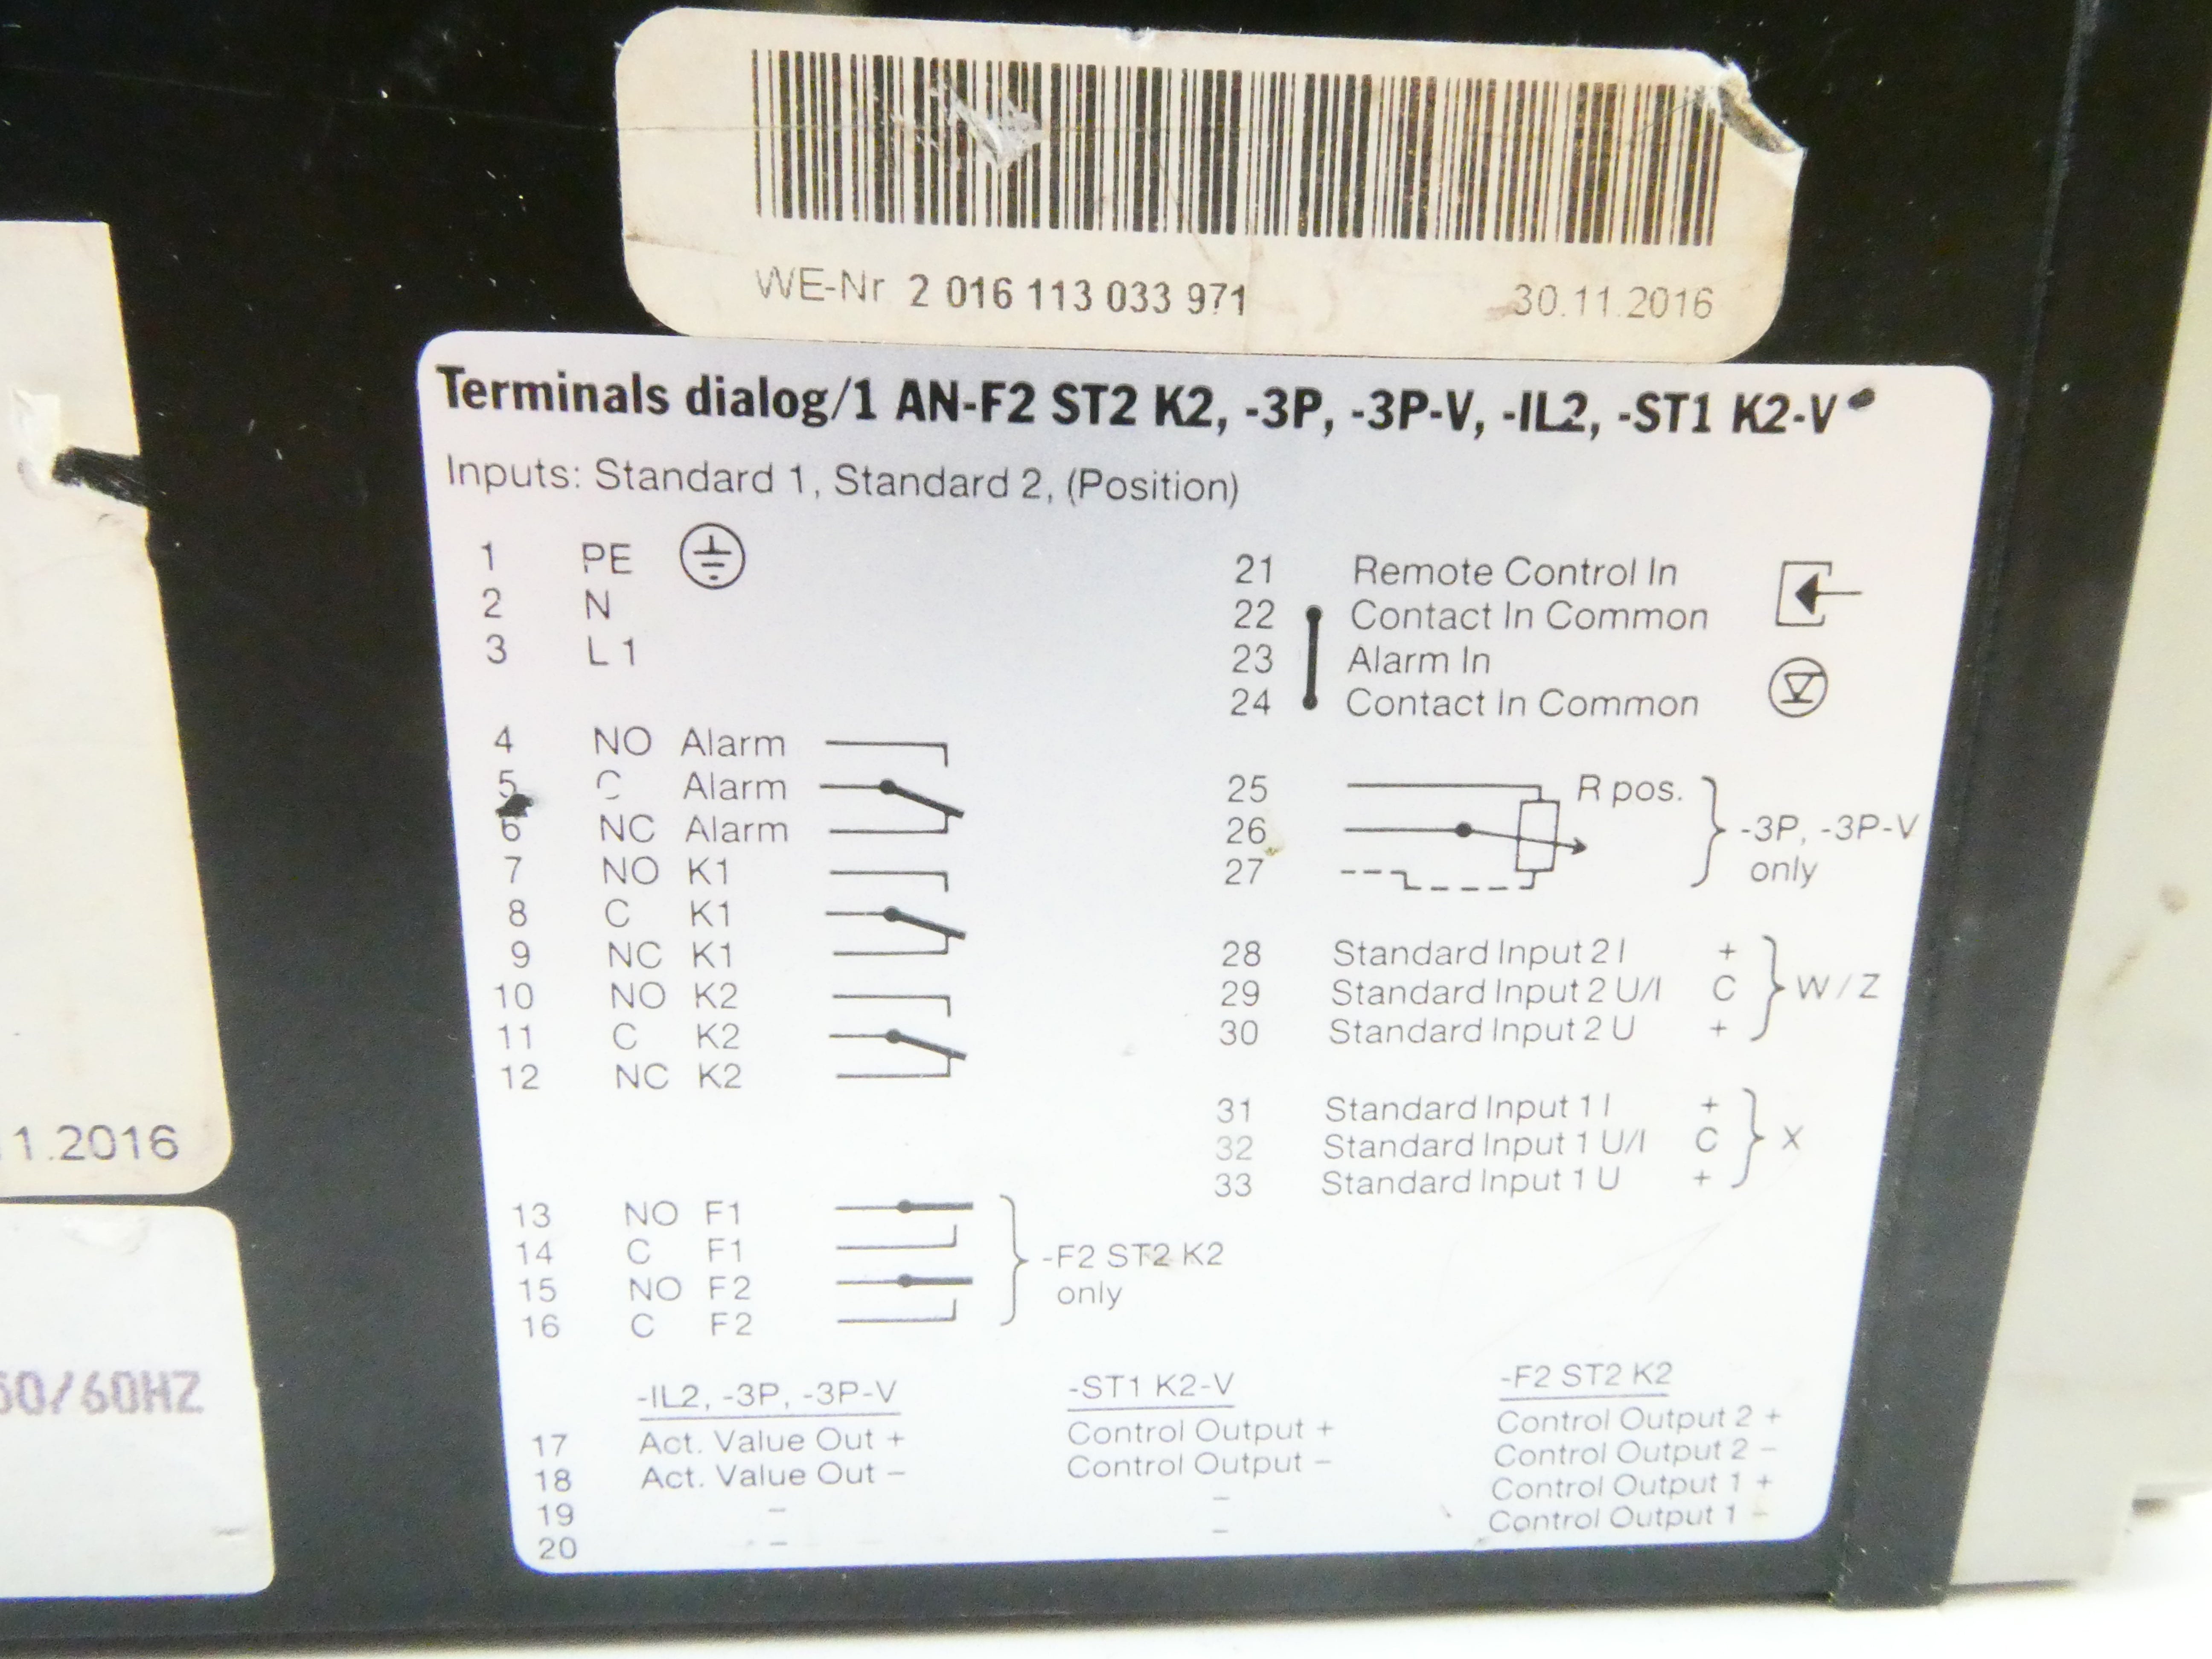 WE-Nr 2 016 113 033 971 30.11.2016
Terminals dialog/1 AN-F2 ST2 K2, -3P, -3P-V, -IL2, -ST1 K2-V
Inputs: Standard 1, Standard 2, (Position)
1 PE
2 N
3 L1
4 NO Alarm
5 C Alarm
6 NC Alarm
7 NO K1
8 C K1
9 NC K1
10 NO K2
11 C K2
12 NC K2
13 NO F1
14 C F1
15 NO F2
16 C F2
-F2 ST2 K2
only
21 Remote Control In
22 Contact In Common
23 Alarm In
24 Contact In Common
25 R pos.
26 -3P, -3P-V
27 only
28 Standard Input 2 I +
29 Standard Input 2 U/I C W/Z
30 Standard Input 2 U +
31 Standard Input 1 I +
32 Standard Input 1 U/I C X
33 Standard Input 1 U +
-IL2, -3P, -3P-V -ST1 K2-V -F2 ST2 K2
17 Act. Value Out + Control Output + Control Output 2 +
18 Act. Value Out – Control Output – Control Output 2 –
19 – – Control Output 1 +
20 – – Control Output 1 –
11.2016
50/60HZ